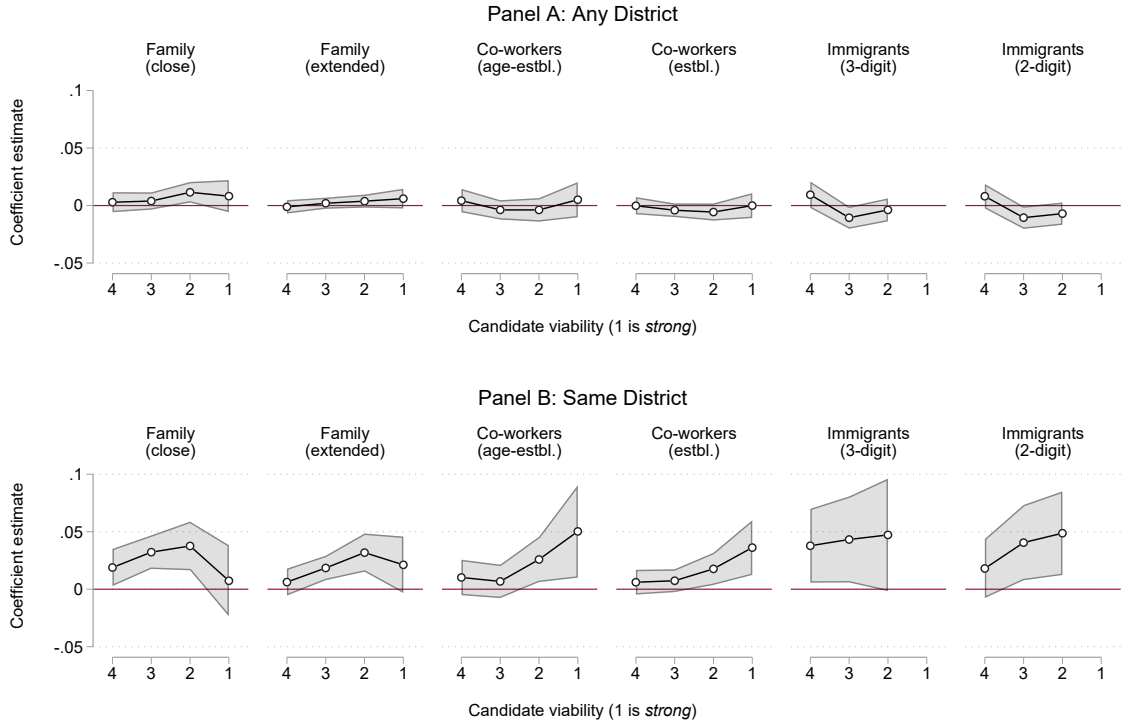 Panel A: Any District
Family Family Co-workers Co-workers Immigrants Immigrants
(close) (extended) (age-estbl.) (estbl.) (3-digit) (2-digit)
Coefficient estimate
.1
.05
0
-.05
4 3 2 1 4 3 2 1 4 3 2 1 4 3 2 1 4 3 2 1 4 3 2 1
Candidate viability (1 is strong)
Panel B: Same District
Family Family Co-workers Co-workers Immigrants Immigrants
(close) (extended) (age-estbl.) (estbl.) (3-digit) (2-digit)
Coefficient estimate
.1
.05
0
-.05
4 3 2 1 4 3 2 1 4 3 2 1 4 3 2 1 4 3 2 1 4 3 2 1
Candidate viability (1 is strong)